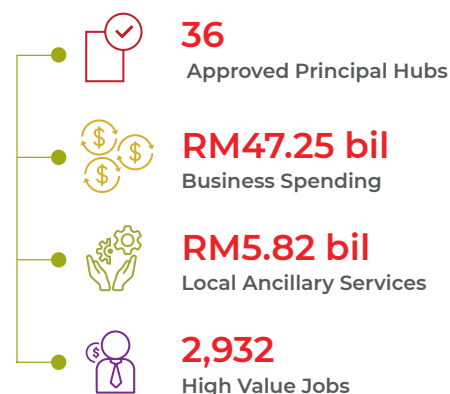 36
Approved Principal Hubs
$
$
$
RM47.25 bil
Business Spending
RM5.82 bil
Local Ancillary Services
$
2,932
High Value Jobs